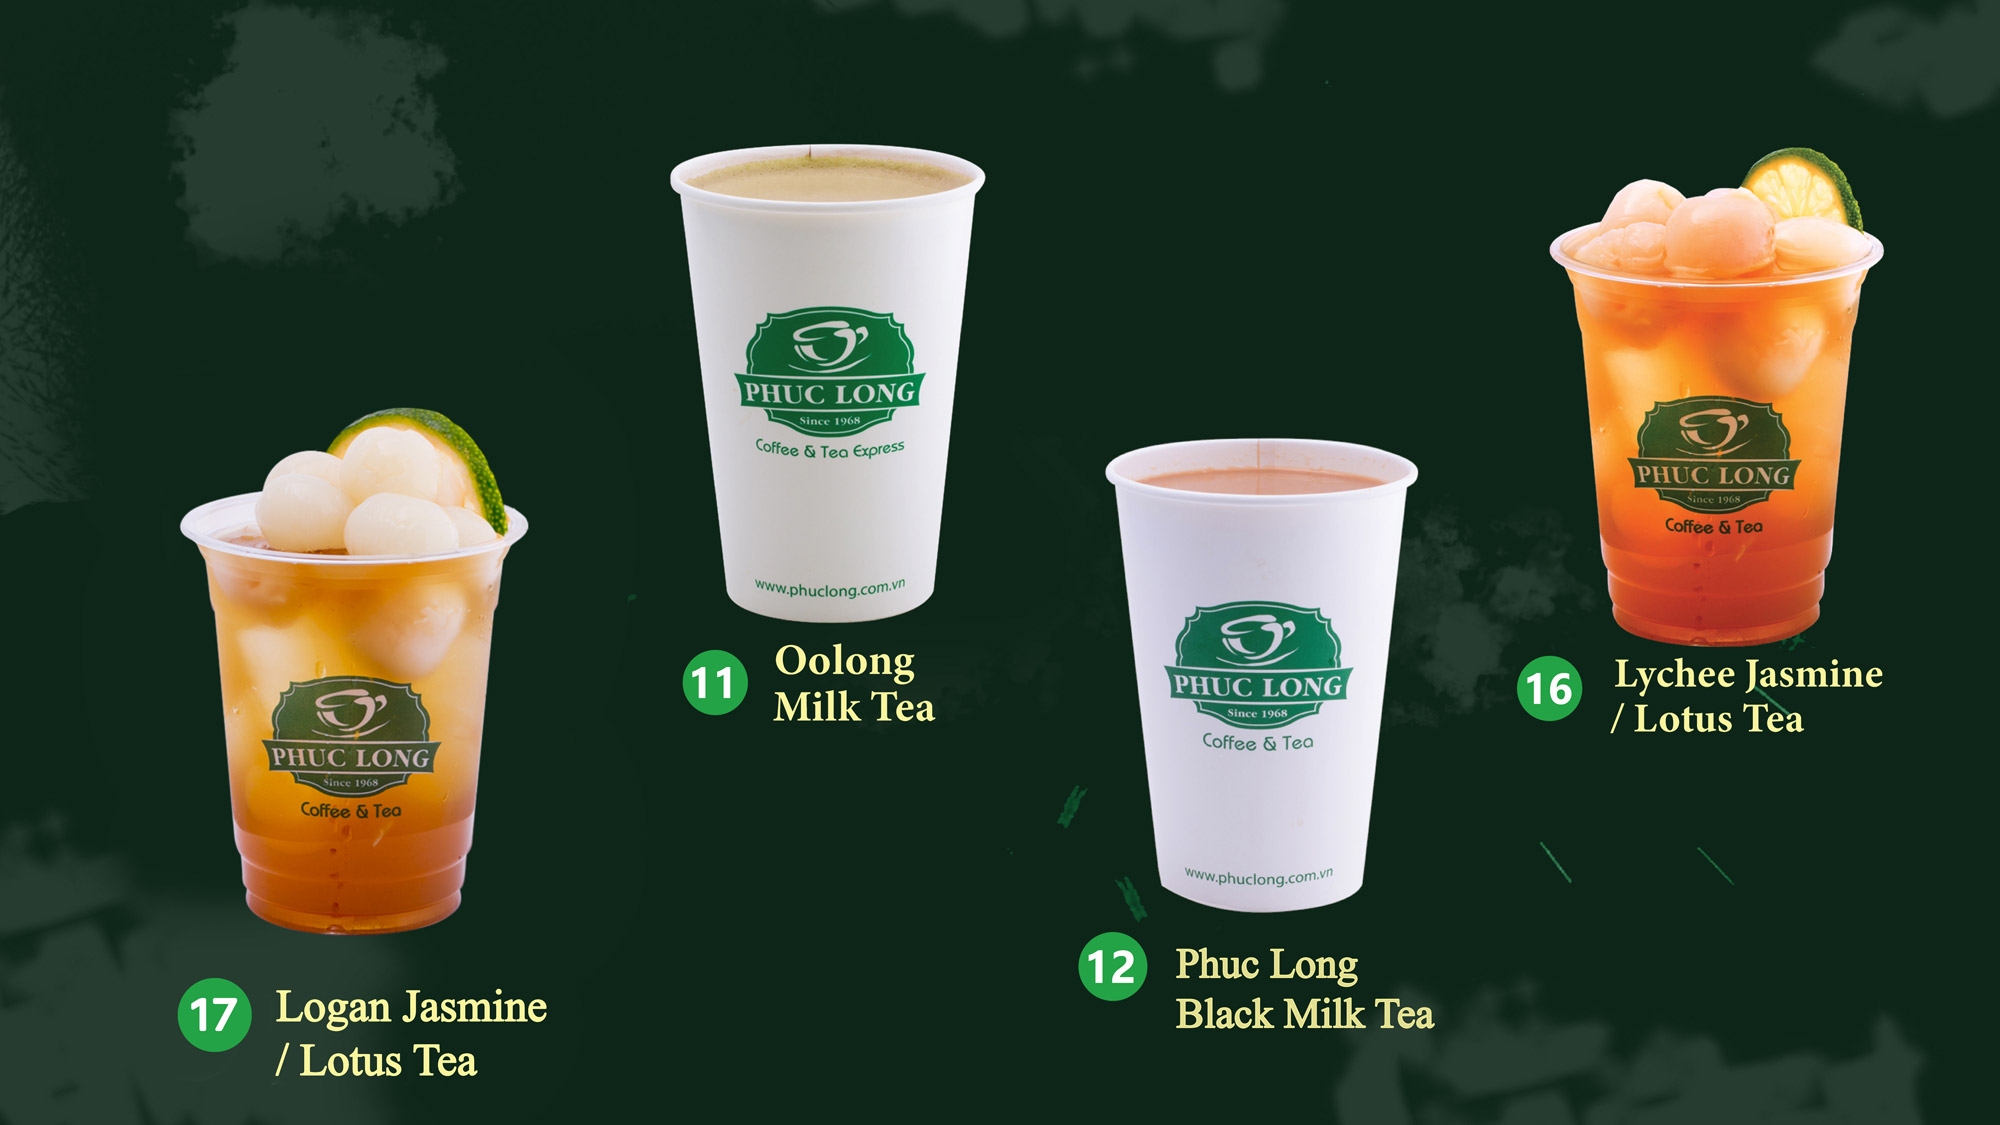 PHUC LONG
Since 1968
Coffee & Tea
17
Logan Jasmine
/ Lotus Tea
PHUC LONG
Since 1968
Coffee & Tea Express
www.phuclong.com.vn
11
Oolong
Milk Tea
PHUC LONG
Since 1968
Coffee & Tea
www.phuclong.com.vn
12
Phuc Long
Black Milk Tea
PHUC LONG
Since 1968
Coffee & Tea
16
Lychee Jasmine
/ Lotus Tea